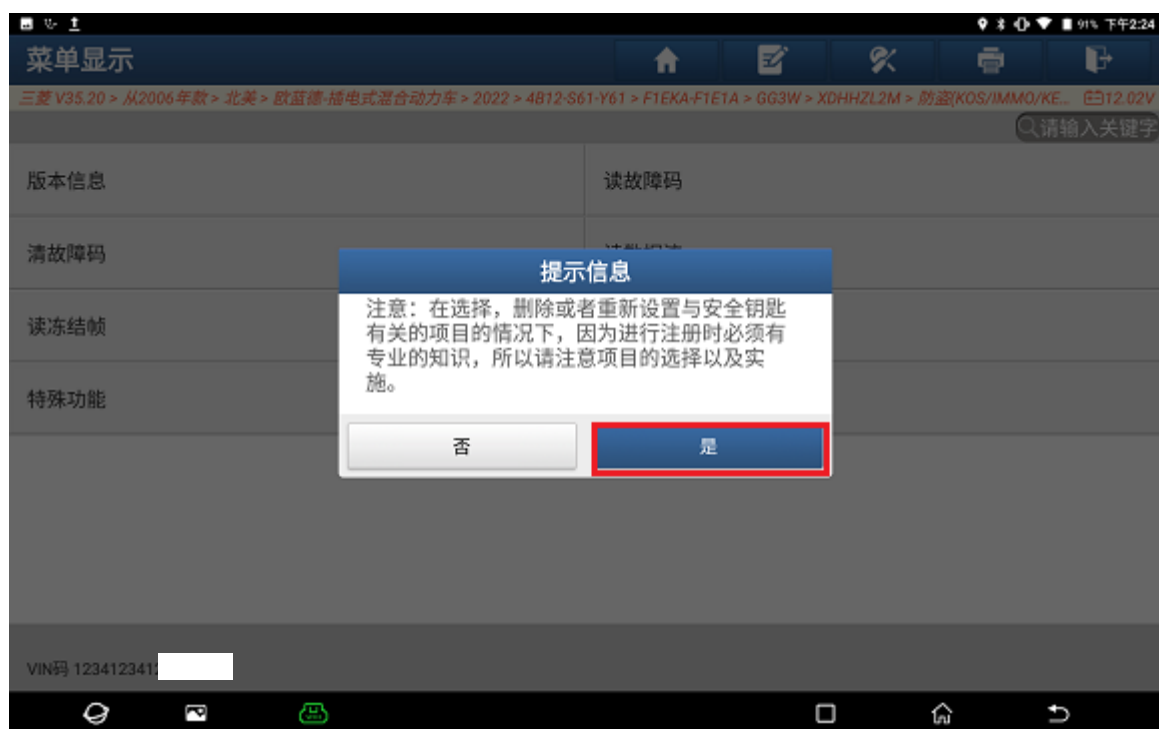 91% 下午2:24
菜单显示
三菱 V35.20 > 从2006年款 > 北美 > 欧蓝德-插电式混合动力车 > 2022 > 4B12-S61-Y61 > F1EKA-F1E1A > GG3W > XDHHZL2M > 防盗(KOS/IMMO/KE... 12.02V
请输入关键字
版本信息
读故障码
清故障码
提示信息
注意：在选择，删除或者重新设置与安全钥匙
有关的项目的情况下，因为进行注册时必须有
专业的知识，所以请注意项目的选择以及实
施。
读冻结帧
特殊功能
否
是
VIN码 123412341